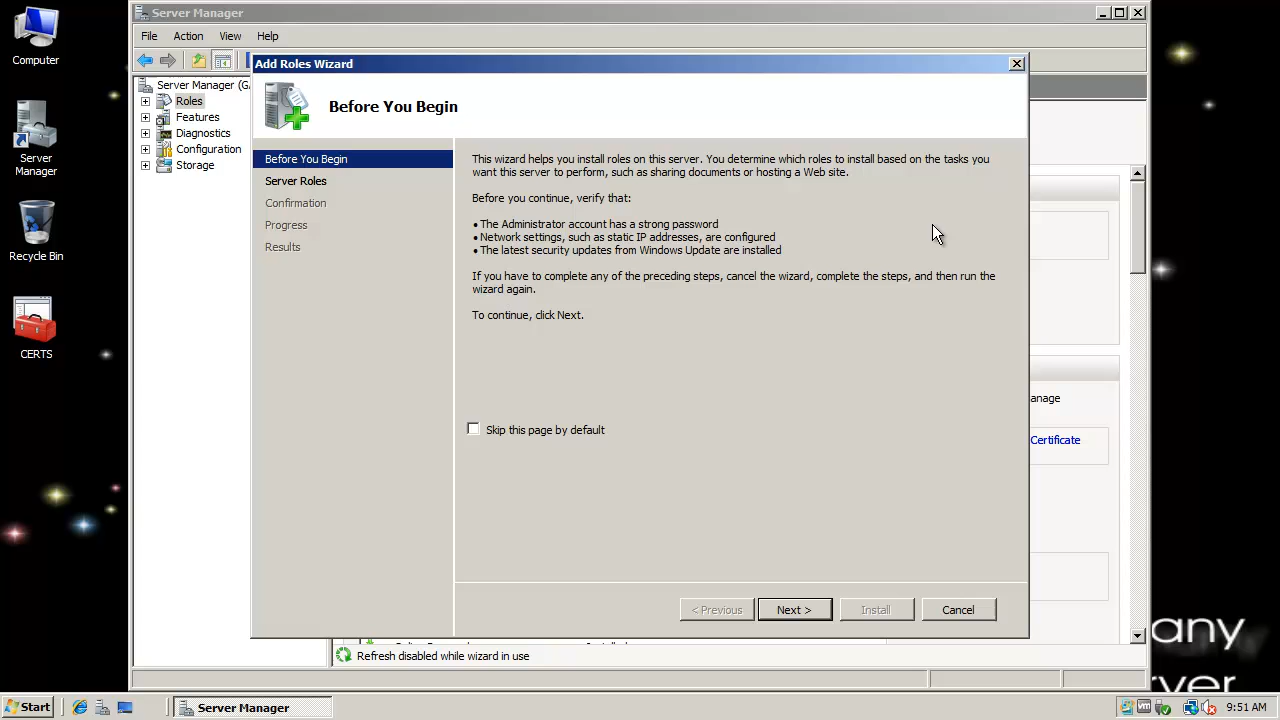 Computer
Server
Manager
Recycle Bin
CERTS
Server Manager
File Action View Help
Server Manager (G
Roles
Features
Diagnostics
Configuration
Storage
Add Roles Wizard
Before You Begin
Before You Begin
Server Roles
Confirmation
Progress
Results
This wizard helps you install roles on this server. You determine which roles to install based on the tasks you
want this server to perform, such as sharing documents or hosting a Web site.
Before you continue, verify that:
• The Administrator account has a strong password
• Network settings, such as static IP addresses, are configured
• The latest security updates from Windows Update are installed
If you have to complete any of the preceding steps, cancel the wizard, complete the steps, and then run the
wizard again.
To continue, click Next.
Skip this page by default
< Previous Next > Install Cancel
anage
Certificate
Refresh disabled while wizard in use
any
server
Start
Server Manager
9:51 AM